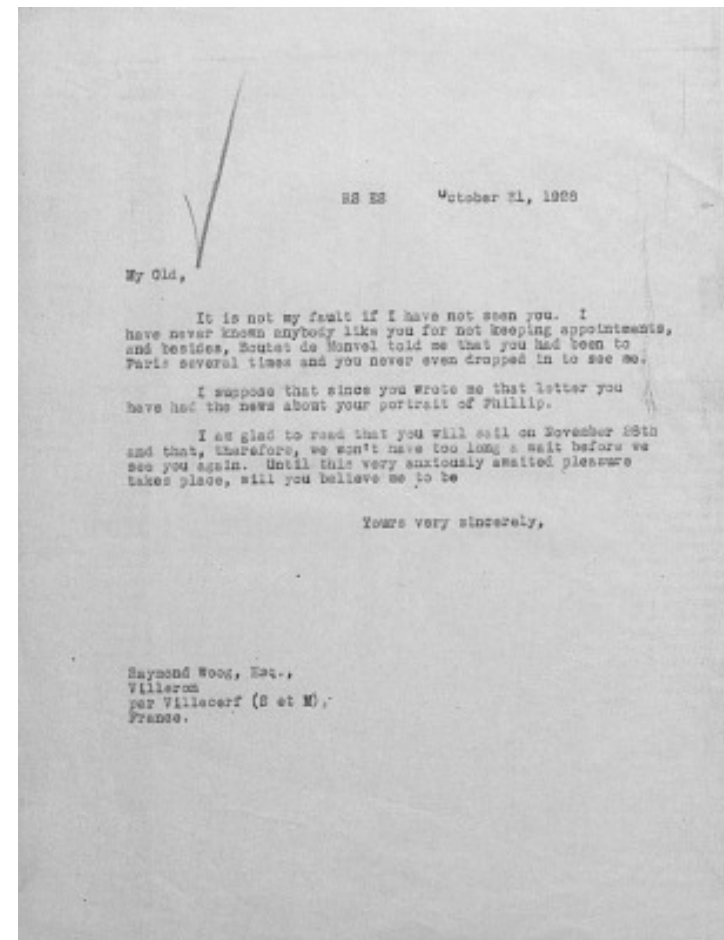 RS ES October 31, 1928
My Old,
It is not my fault if I have not seen you. I
have never known anybody like you for not keeping appointments,
and besides, Boutet de Monvel told me that you had been to
Paris several times and you never even dropped in to see me.
I suppose that since you wrote me that letter you
have had the news about your portrait of Phillip.
I am glad to read that you will sail on November 28th
and that, therefore, we won't have too long a wait before we
see you again. Until this very anxiously awaited pleasure
takes place, will you believe me to be
Yours very sincerely,
Raymond Woog, Esq.,
Villeron
par Villecerf (S et M),
France.